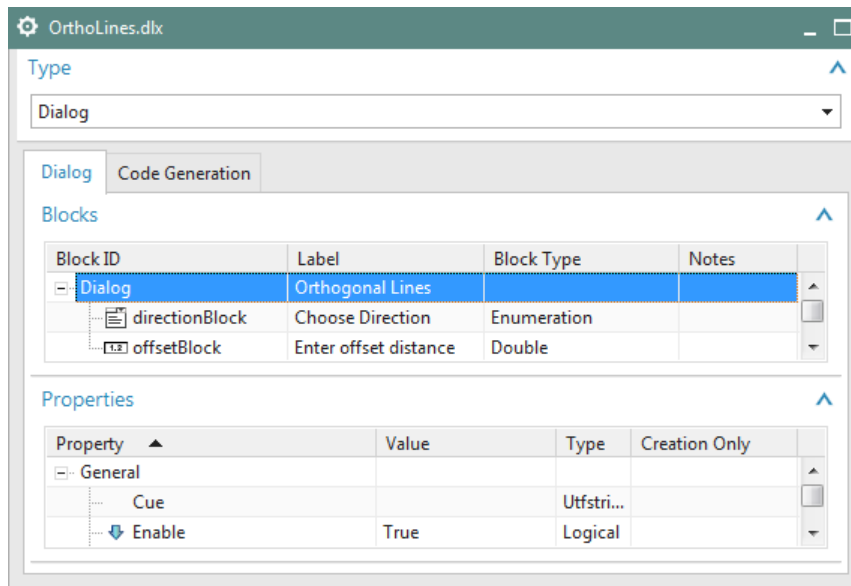 OrthoLines.dlx
Type
Dialog
Dialog Code Generation
Blocks
Block ID Label Block Type Notes
Dialog Orthogonal Lines
directionBlock Choose Direction Enumeration
1.2 offsetBlock Enter offset distance Double
Properties
Property Value Type Creation Only
General
Cue Utfstri...
Enable True Logical